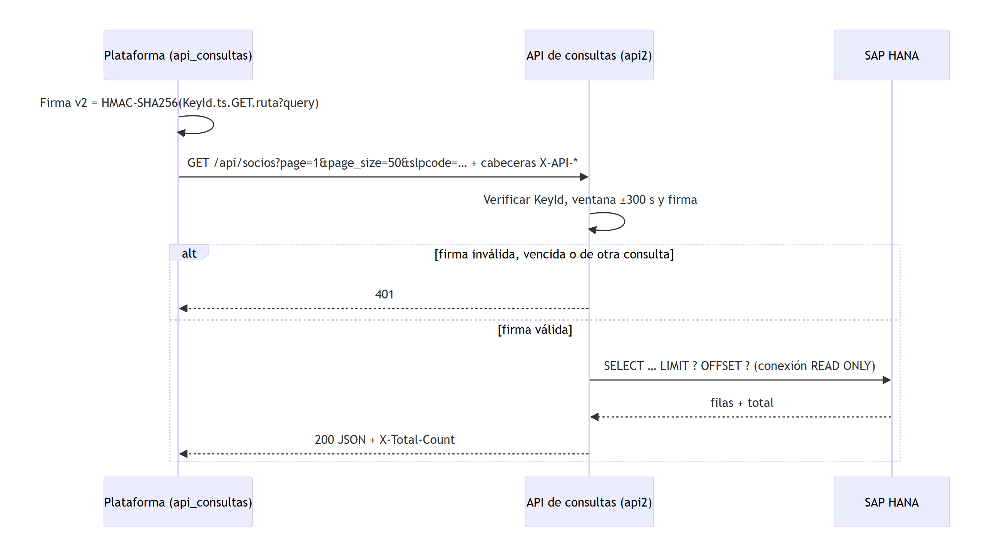 Plataforma (api_consultas)
API de consultas (api2)
SAP HANA
Firma v2 = HMAC-SHA256(KeyId.ts.GET.ruta?query)
GET /api/socios?page=1&page_size=50&slpcode=... + cabeceras X-API-*
Verificar KeyId, ventana ±300 s y firma
alt
[firma inválida, vencida o de otra consulta]
401
[firma válida]
SELECT ... LIMIT ? OFFSET ? (conexión READ ONLY)
filas + total
200 JSON + X-Total-Count
Plataforma (api_consultas)
API de consultas (api2)
SAP HANA